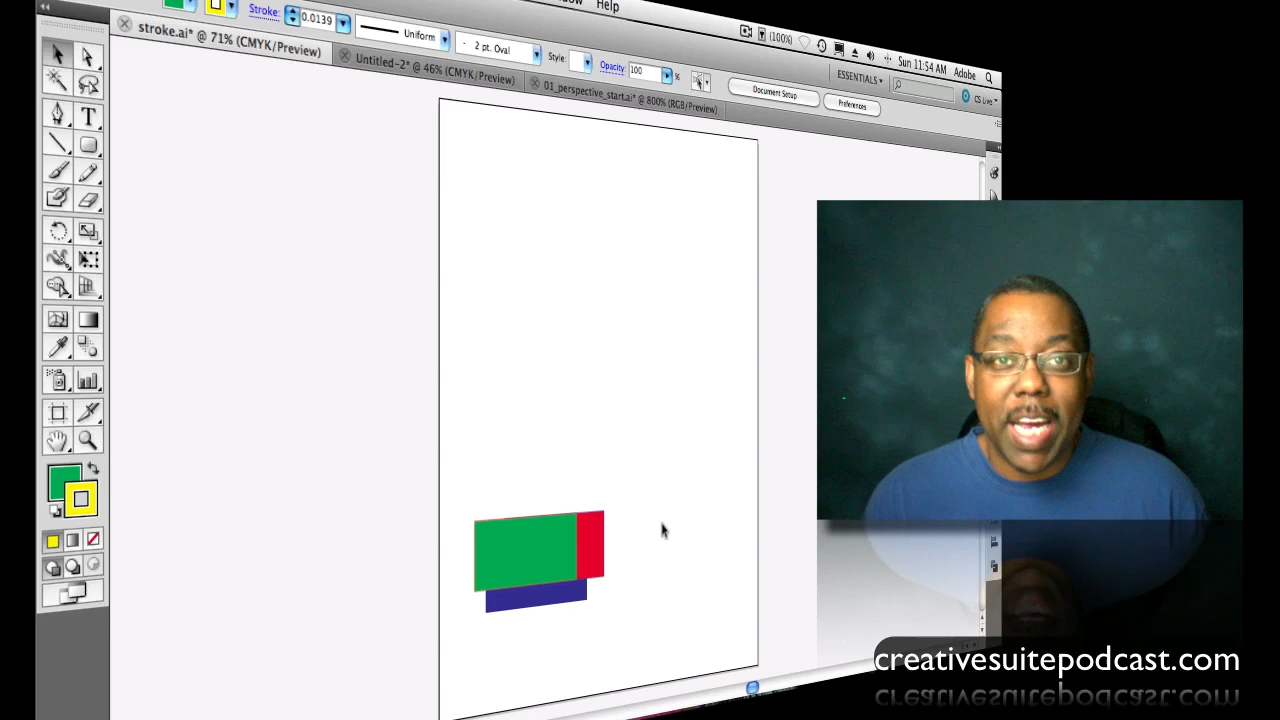 Help
(100%)
Sun 11:54 AM Adobe
Stroke: 0.0139 Uniform 2 pt. Oval Style: Opacity: 100 %
Document Setup Preferences
ESSENTIALS CS Live
stroke.ai* @ 71% (CMYK/Preview)
Untitled-2* @ 46% (CMYK/Preview)
01_perspective_start.ai* @ 800% (RGB/Preview)
T
creativesuitepodcast.com